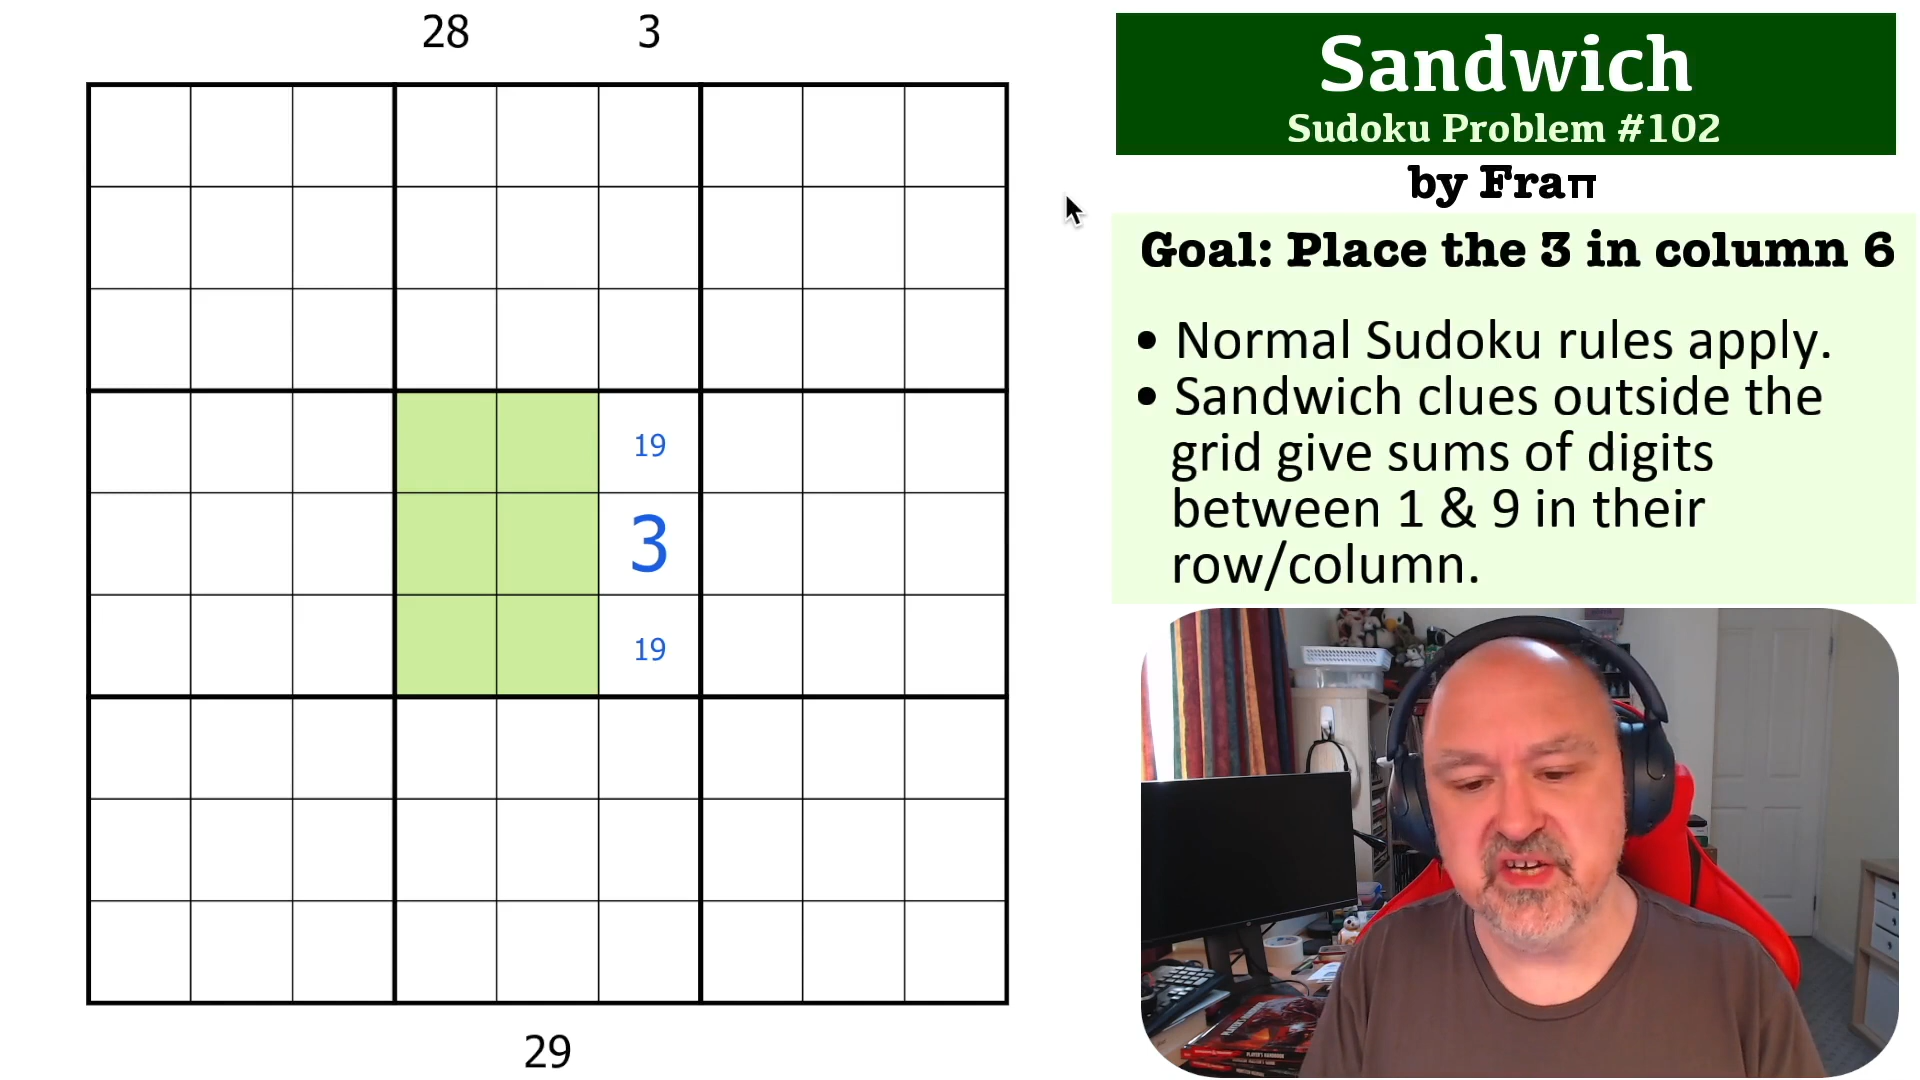 28 3
Sandwich
Sudoku Problem #102
by Fraπ
Goal: Place the 3 in column 6
• Normal Sudoku rules apply.
• Sandwich clues outside the
grid give sums of digits
between 1 & 9 in their
row/column.
19
3
19
29